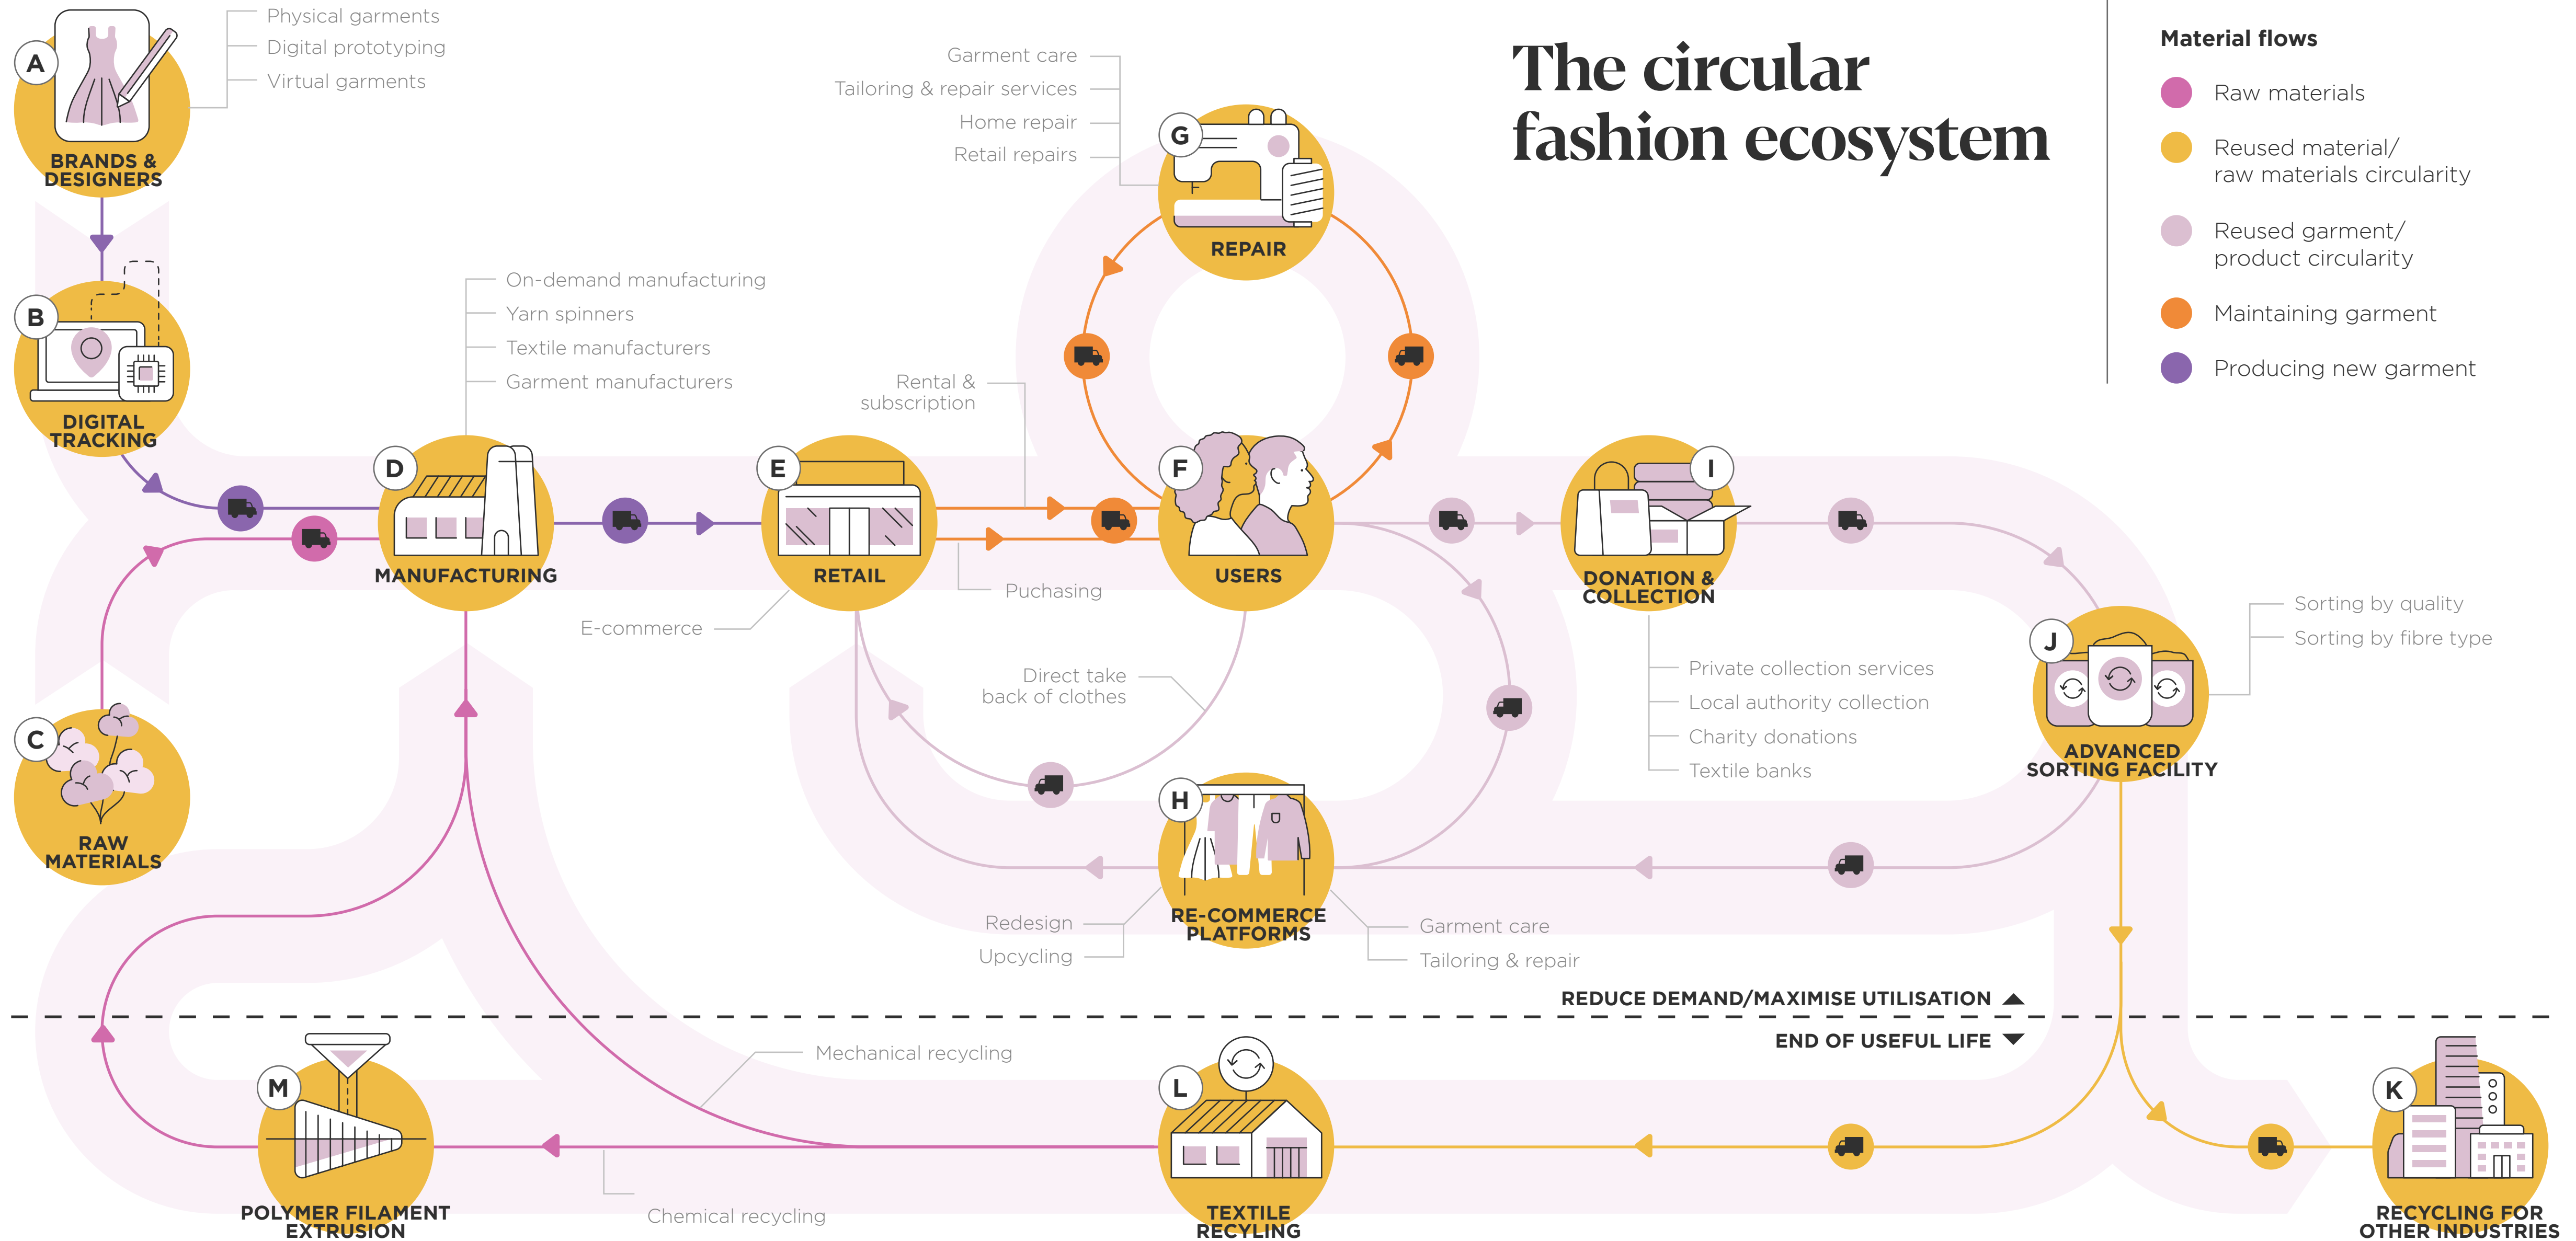 The circular
fashion ecosystem
Material flows
Raw materials
Reused material/
raw materials circularity
Reused garment/
product circularity
Maintaining garment
Producing new garment
A
BRANDS &
DESIGNERS
Physical garments
Digital prototyping
Virtual garments
B
DIGITAL
TRACKING
C
RAW
MATERIALS
D
MANUFACTURING
On-demand manufacturing
Yarn spinners
Textile manufacturers
Garment manufacturers
E
RETAIL
E-commerce
Rental &
subscription
Puchasing
F
USERS
Direct take
back of clothes
G
REPAIR
Garment care
Tailoring & repair services
Home repair
Retail repairs
H
RE-COMMERCE
PLATFORMS
Redesign
Upcycling
Garment care
Tailoring & repair
I
DONATION &
COLLECTION
Private collection services
Local authority collection
Charity donations
Textile banks
J
ADVANCED
SORTING FACILITY
Sorting by quality
Sorting by fibre type
REDUCE DEMAND/MAXIMISE UTILISATION
END OF USEFUL LIFE
K
RECYCLING FOR
OTHER INDUSTRIES
L
TEXTILE
RECYLING
Mechanical recycling
Chemical recycling
M
POLYMER FILAMENT
EXTRUSION